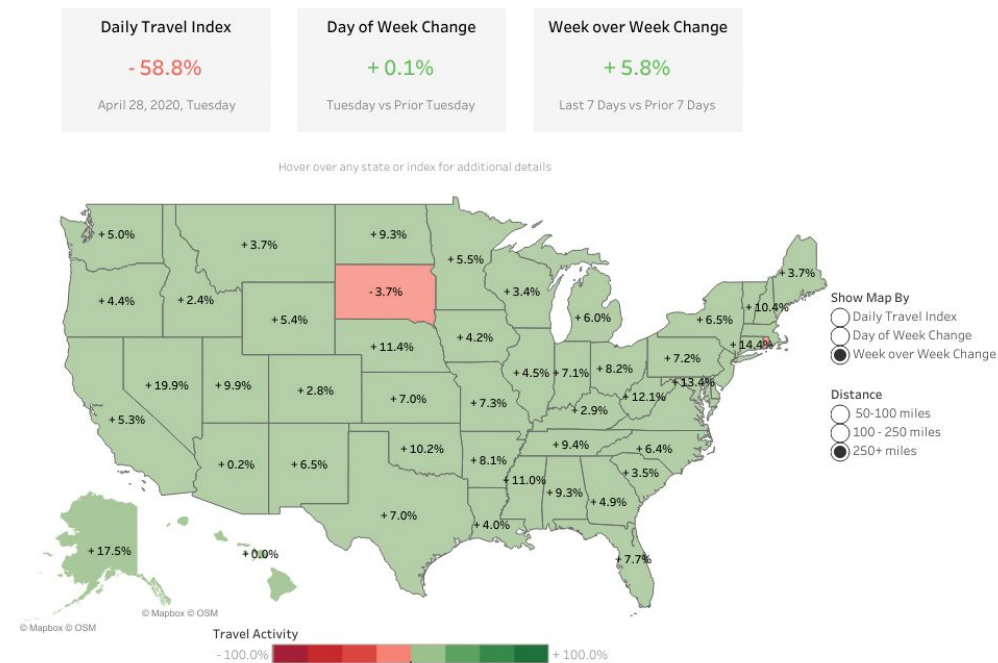 Daily Travel Index
- 58.8%
April 28, 2020, Tuesday
Day of Week Change
+ 0.1%
Tuesday vs Prior Tuesday
Week over Week Change
+ 5.8%
Last 7 Days vs Prior 7 Days
Hover over any state or index for additional details
+ 5.0%
+ 3.7%
+ 9.3%
+ 5.5%
+ 3.7%
+ 4.4%
+ 2.4%
- 3.7%
+ 3.4%
+ 10.4%
+ 5.4%
+ 6.0%
+ 6.5%
+ 4.2%
+ 14.4%
+ 11.4%
+ 7.2%
+ 19.9%
+ 9.9%
+ 2.8%
+ 4.5%
+ 7.1%
+ 8.2%
+ 13.4%
+ 7.0%
+ 7.3%
+ 12.1%
+ 5.3%
+ 2.9%
+ 0.2%
+ 6.5%
+ 10.2%
+ 9.4%
+ 6.4%
+ 8.1%
+ 3.5%
+ 11.0%
+ 9.3%
+ 4.9%
+ 7.0%
+ 4.0%
+ 17.5%
+ 0.0%
+ 7.7%
© Mapbox © OSM
© Mapbox © OSM
Show Map By
Daily Travel Index
Day of Week Change
Week over Week Change
Distance
50-100 miles
100 - 250 miles
250+ miles
Travel Activity
- 100.0%
+ 100.0%